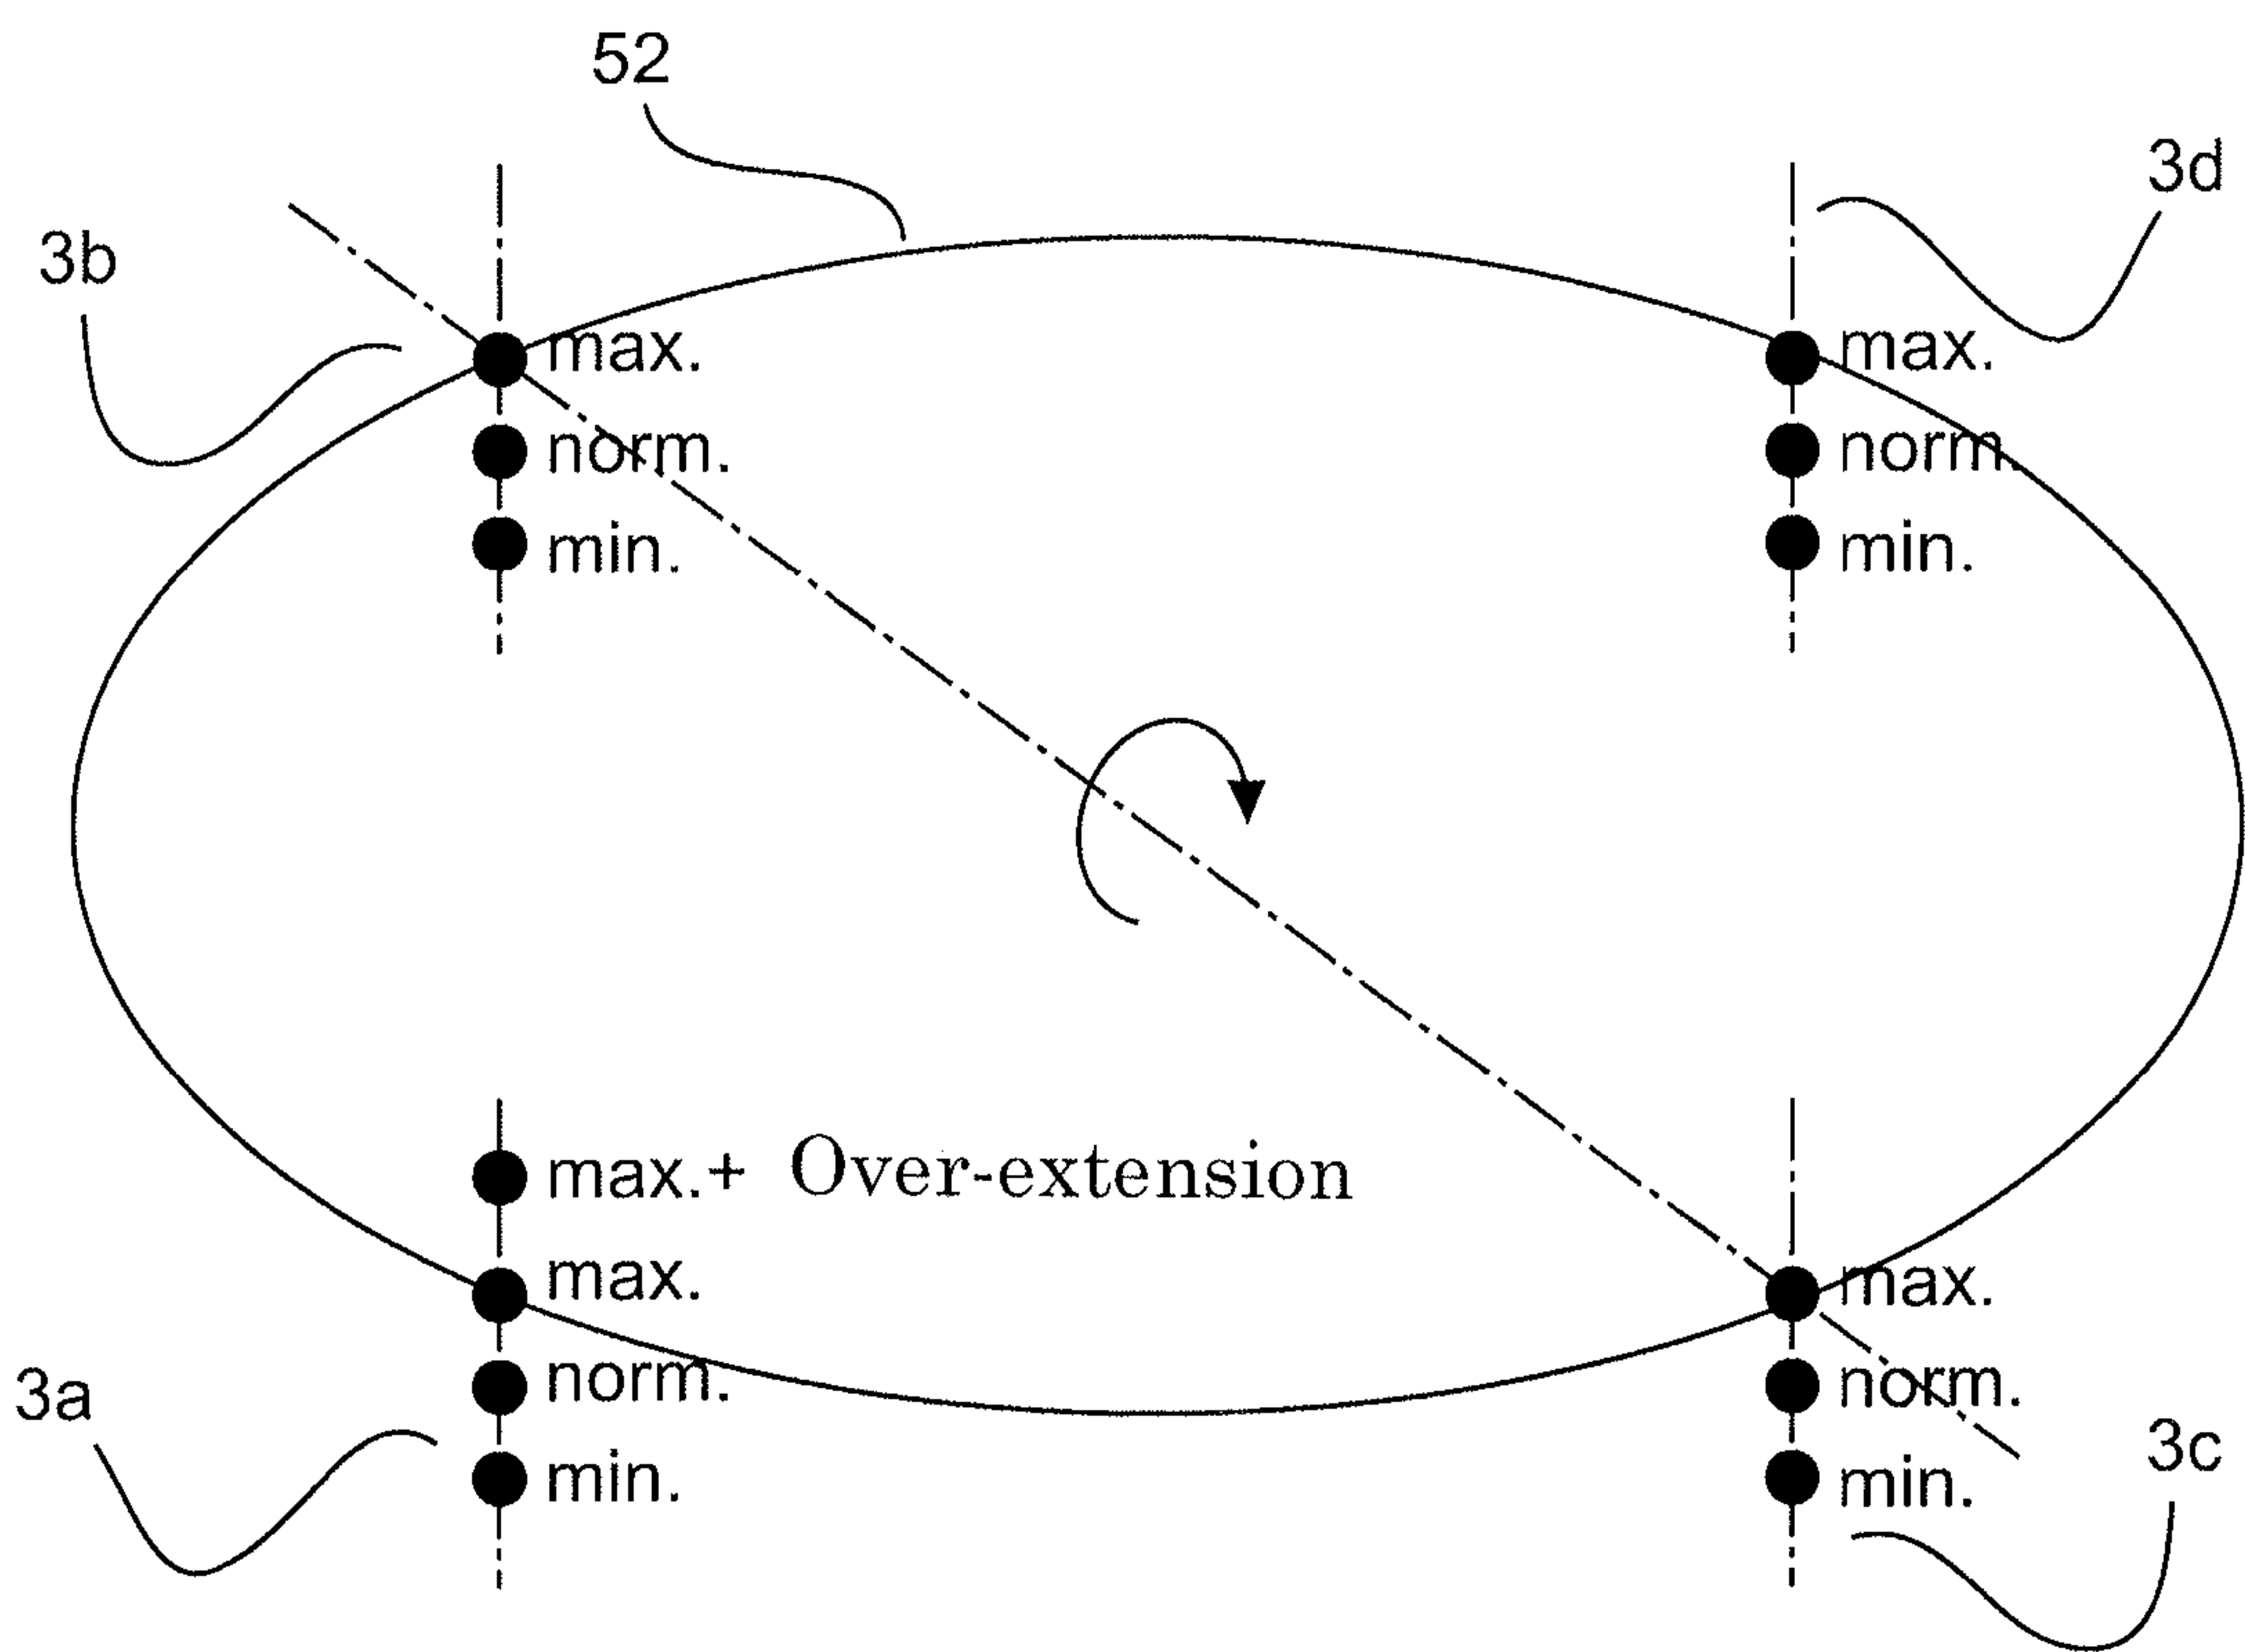 52
3d
3b
max.
max.
norm.
norm.
min.
min.
max.+ Over-extension
max.
max.
norm.
norm.
3a
3c
min.
min.